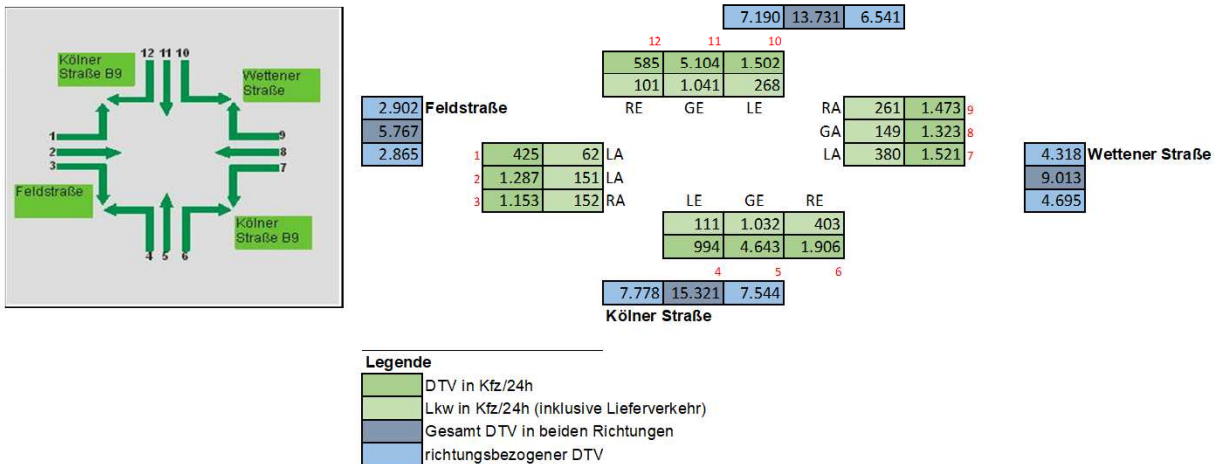 12 11 10
Kölner
Straße B9
Wettener
Straße
1
2
3
9
8
7
Feldstraße
Kölner
Straße B9
4 5 6
7.190 13.731 6.541
12 11 10
585 5.104 1.502
101 1.041 268
RE GE LE
2.902 Feldstraße
5.767
2.865
RA 261 1.473 9
GA 149 1.323 8
LA 380 1.521 7
1 425 62 LA
2 1.287 151 LA
3 1.153 152 RA
4.318 Wettener Straße
9.013
4.695
LE GE RE
111 1.032 403
994 4.643 1.906
4 5 6
7.778 15.321 7.544
Kölner Straße
Legende
DTV in Kfz/24h
Lkw in Kfz/24h (inklusive Lieferverkehr)
Gesamt DTV in beiden Richtungen
richtungsbezogener DTV